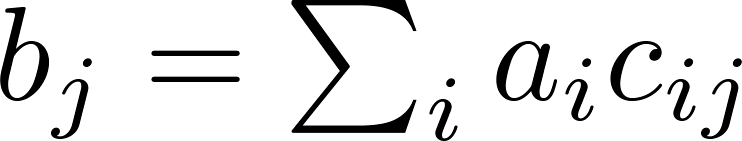 b_j = \sum_i a_i c_{ij}